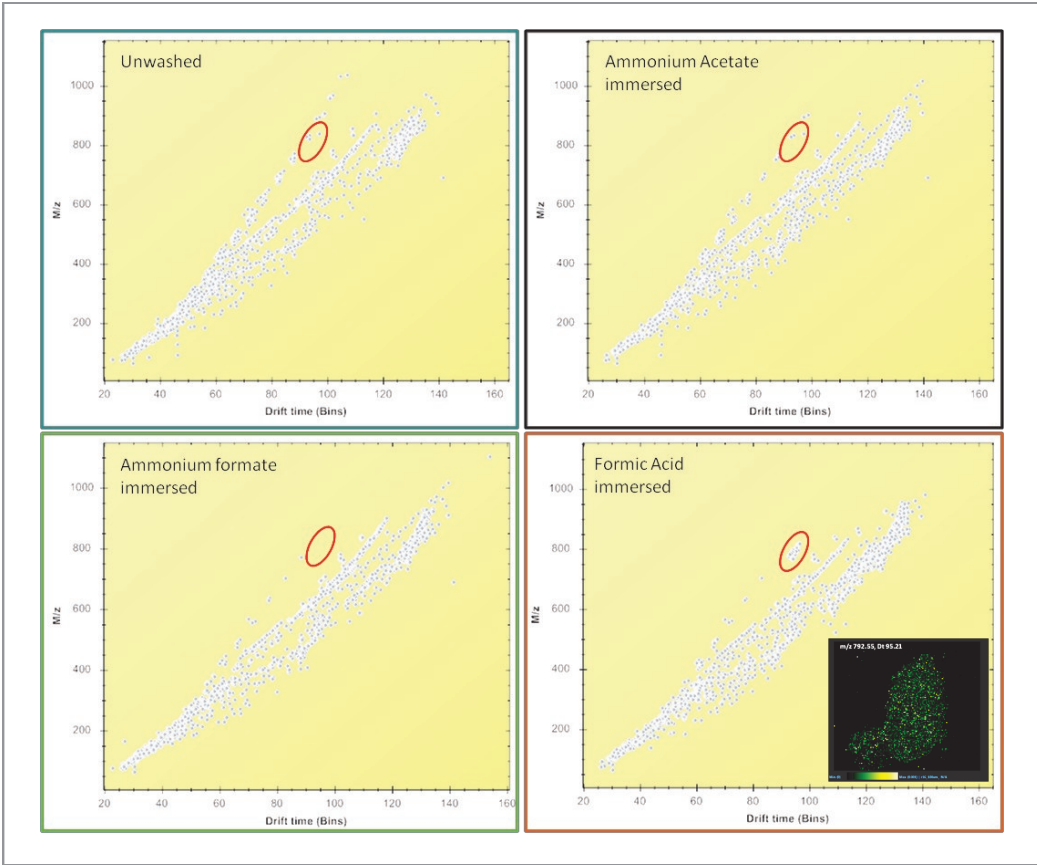 Unwashed
1000
800
600
400
200
M/z
20 40 60 80 100 120 140 160
Drift time (Bins)
Ammonium Acetate
immersed
1000
800
600
400
200
M/z
20 40 60 80 100 120 140 160
Drift time (Bins)
Ammonium formate
immersed
1000
800
600
400
200
M/z
20 40 60 80 100 120 140 160
Drift time (Bins)
Formic Acid
immersed
1000
800
600
400
200
M/z
20 40 60 80 100 120 140 160
Drift time (Bins)
m/z 792.55, Dt 95.21